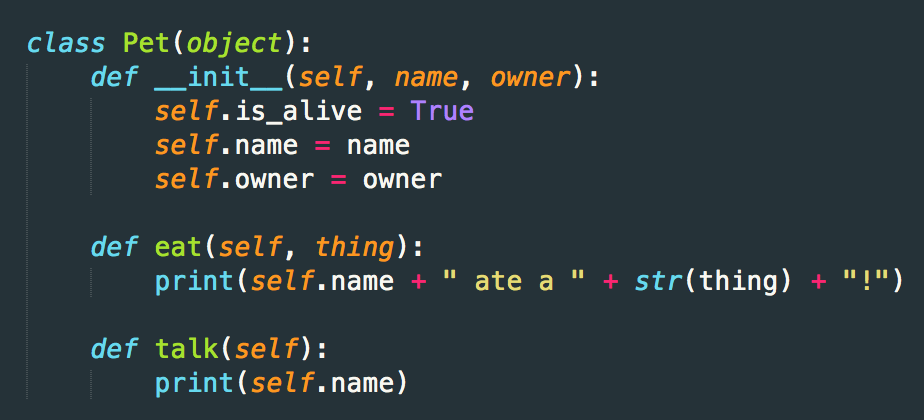 class Pet(object):
    def __init__(self, name, owner):
        self.is_alive = True
        self.name = name
        self.owner = owner

    def eat(self, thing):
        print(self.name + " ate a " + str(thing) + "!")

    def talk(self):
        print(self.name)